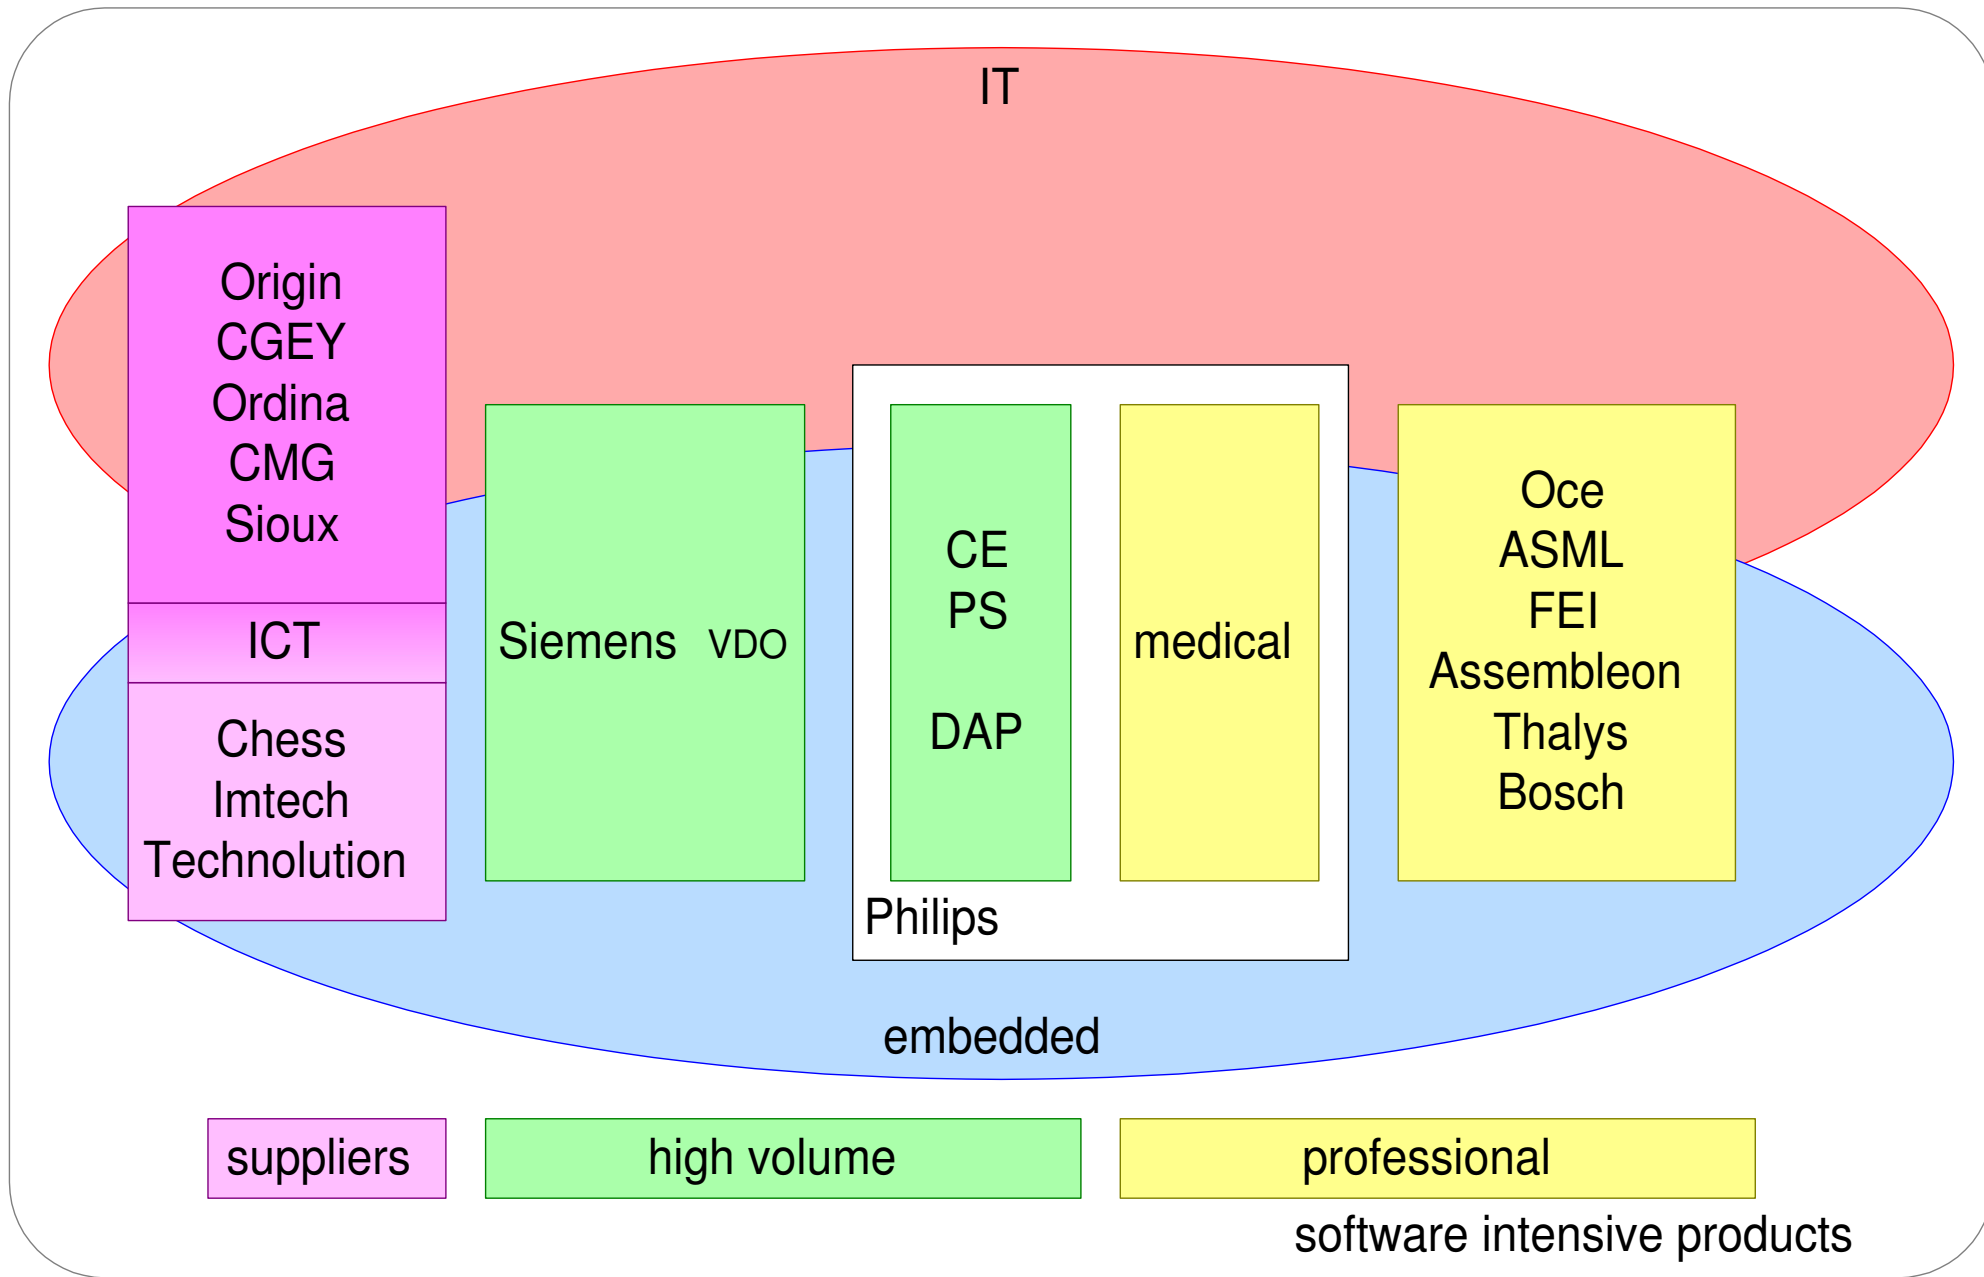 IT
Origin
CGEY
Ordina
CMG
Sioux
ICT
Chess
Imtech
Technolution
Siemens VDO
CE
PS
DAP
medical
Philips
Oce
ASML
FEI
Assembleon
Thalys
Bosch
embedded
suppliers
high volume
professional
software intensive products